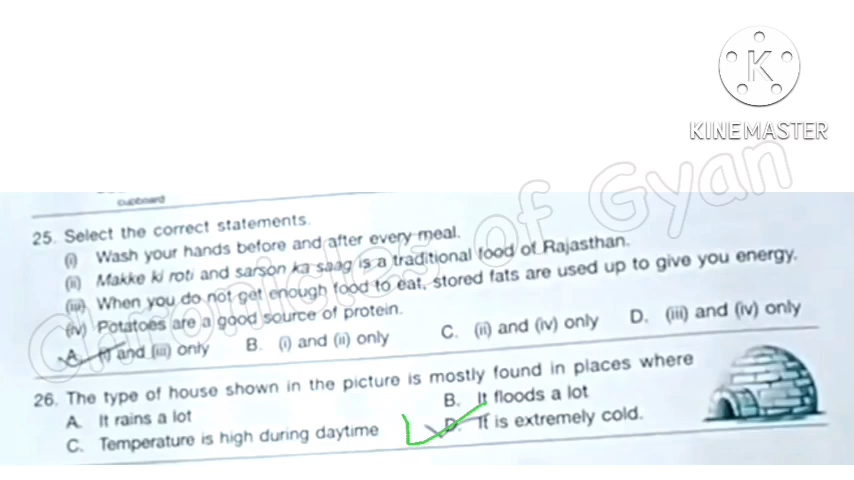 K
KINEMASTER
Chronicles of Gyan
cupboard
25. Select the correct statements.
(i) Wash your hands before and after every meal.
(ii) Makke ki roti and sarson ka saag is a traditional food of Rajasthan.
(iii) When you do not get enough food to eat, stored fats are used up to give you energy.
(iv) Potatoes are a good source of protein.
A. (i) and (iii) only B. (i) and (ii) only C. (ii) and (iv) only D. (iii) and (iv) only
26. The type of house shown in the picture is mostly found in places where
A. It rains a lot B. It floods a lot
C. Temperature is high during daytime D. It is extremely cold.